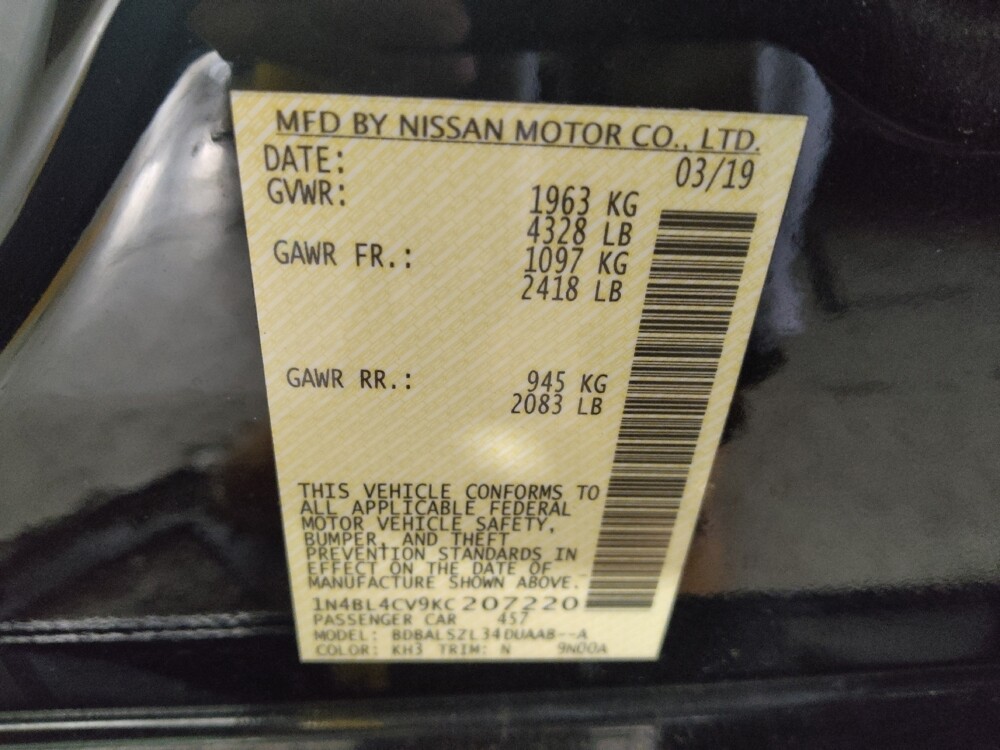 MFD BY NISSAN MOTOR CO., LTD.
DATE: 03/19
GVWR: 1963 KG
4328 LB
GAWR FR.: 1097 KG
2418 LB
GAWR RR.: 945 KG
2083 LB
THIS VEHICLE CONFORMS TO
ALL APPLICABLE FEDERAL
MOTOR VEHICLE SAFETY,
BUMPER, AND THEFT
PREVENTION STANDARDS IN
EFFECT ON THE DATE OF
MANUFACTURE SHOWN ABOVE.
1N4BL4CV9KC207220
PASSENGER CAR 457
MODEL: BDBALSZL34DUAAB--A
COLOR: KH3 TRIM: N 9N00A